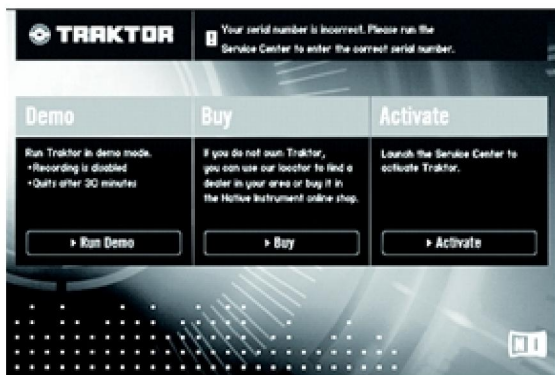 TRAKTOR
Your serial number is incorrect. Please run the
Service Center to enter the correct serial number.
Demo
Run Traktor in demo mode.
•Recording is disabled
•Quits after 30 minutes
▸ Run Demo
Buy
If you do not own Traktor,
you can use our locator to find a
dealer in your area or buy it in
the Native Instrument online shop.
▸ Buy
Activate
Launch the Service Center to
activate Traktor.
▸ Activate
NI